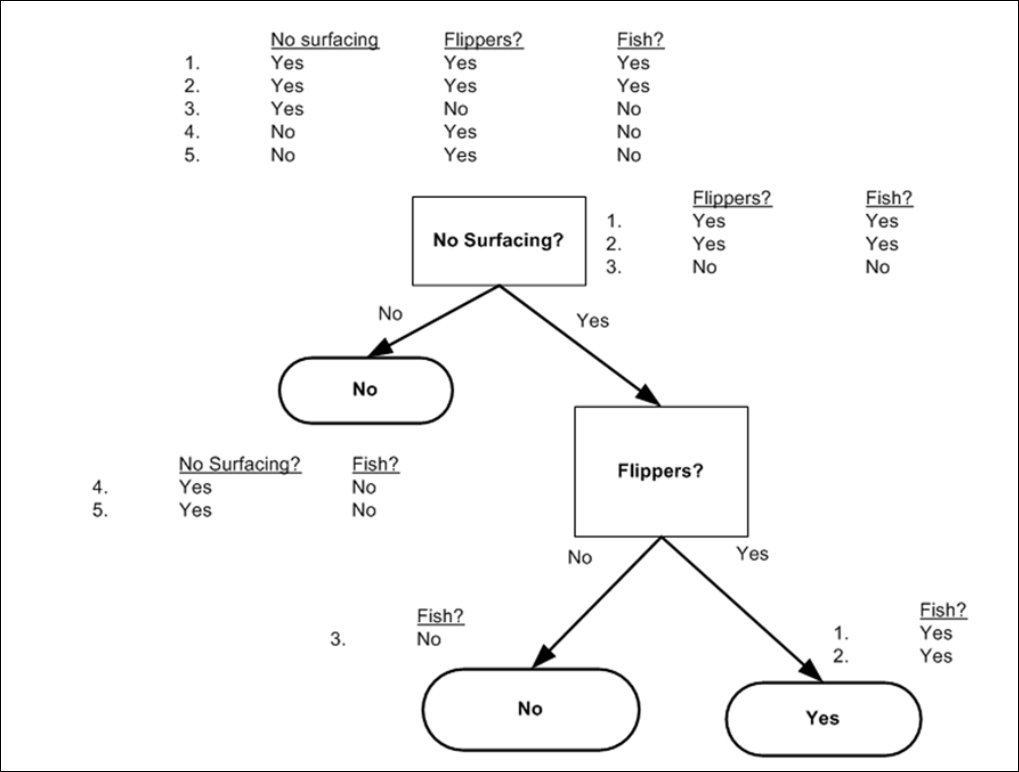 No surfacing Flippers? Fish?
1. Yes Yes Yes
2. Yes Yes Yes
3. Yes No No
4. No Yes No
5. No Yes No
Flippers? Fish?
1. Yes Yes
2. Yes Yes
3. No No
No Surfacing?
No
Yes
No
Flippers?
No Surfacing? Fish?
4. Yes No
5. Yes No
No
Yes
Fish?
3. No
Fish?
1. Yes
2. Yes
No
Yes